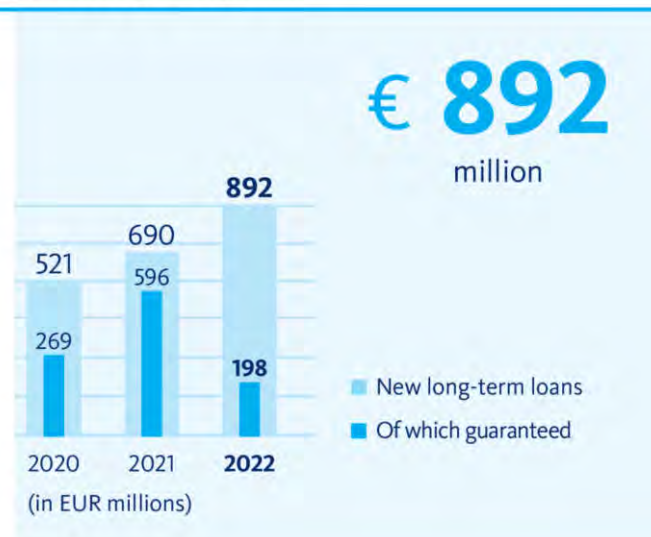 € 892
million
892
690
521
596
269
198
New long-term loans
Of which guaranteed
2020 2021 2022
(in EUR millions)